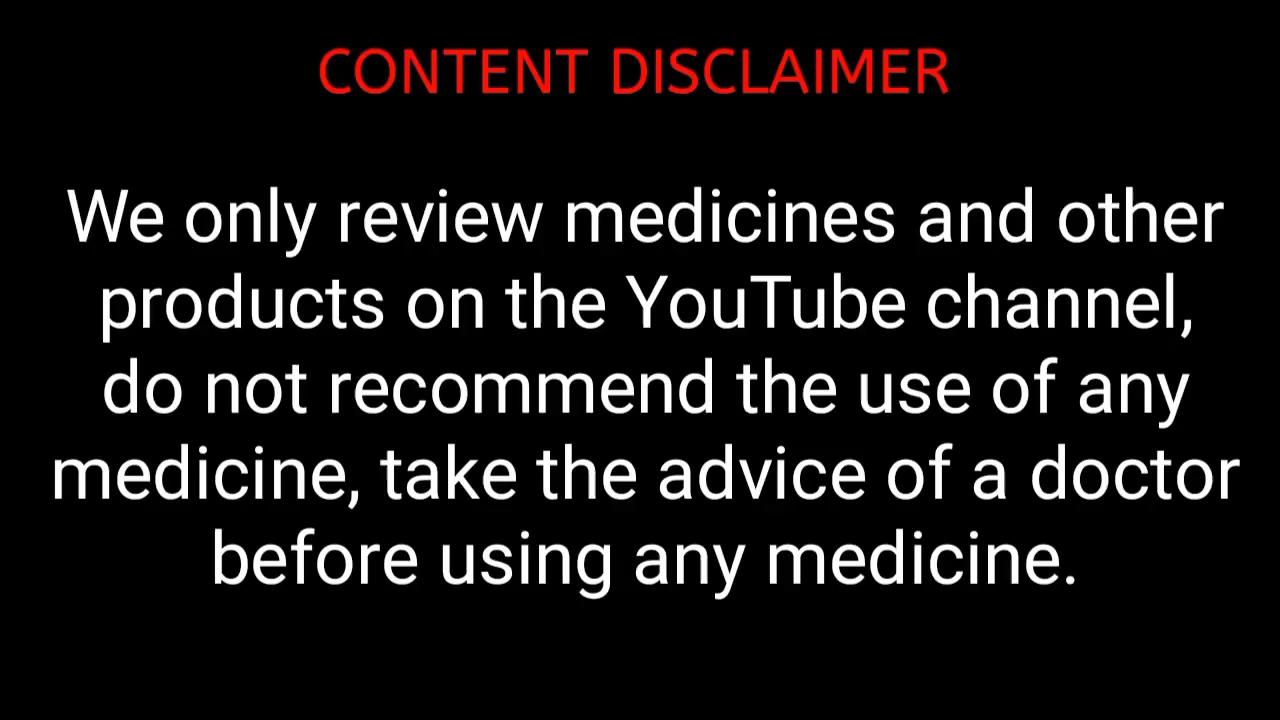 CONTENT DISCLAIMER
We only review medicines and other
products on the YouTube channel,
do not recommend the use of any
medicine, take the advice of a doctor
before using any medicine.